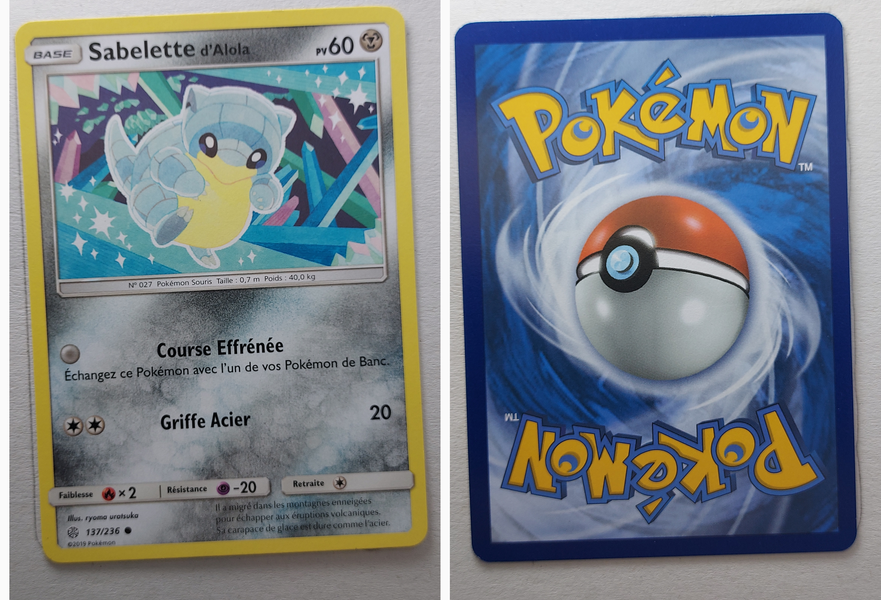 BASE Sabelette d'Alola PV 60
N° 027 Pokémon Souris Taille : 0,7 m Poids : 40,0 kg
Course Effrénée
Échangez ce Pokémon avec l'un de vos Pokémon de Banc.
Griffe Acier 20
Faiblesse ×2 Résistance -20 Retraite
Illus. ryoma uratsuka
Il a migré dans les montagnes enneigées
pour échapper aux éruptions volcaniques.
Sa carapace de glace est dure comme l'acier.
137/236
©2019 Pokémon
POKéMON
TM
TM
POKéMON